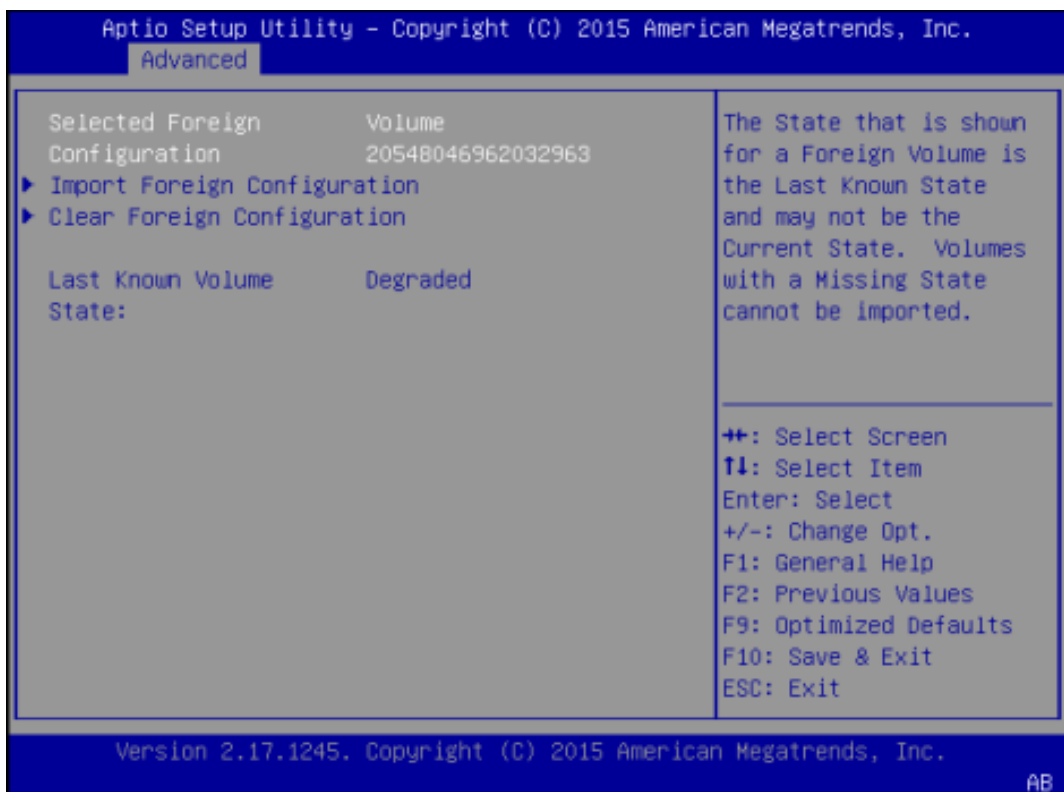 Aptio Setup Utility – Copyright (C) 2015 American Megatrends, Inc.
Advanced
Selected Foreign Volume
Configuration 20548046962032963
Import Foreign Configuration
Clear Foreign Configuration
Last Known Volume Degraded
State:
The State that is shown
for a Foreign Volume is
the Last Known State
and may not be the
Current State. Volumes
with a Missing State
cannot be imported.
→←: Select Screen
↑↓: Select Item
Enter: Select
+/-: Change Opt.
F1: General Help
F2: Previous Values
F9: Optimized Defaults
F10: Save & Exit
ESC: Exit
Version 2.17.1245. Copyright (C) 2015 American Megatrends, Inc.
AB